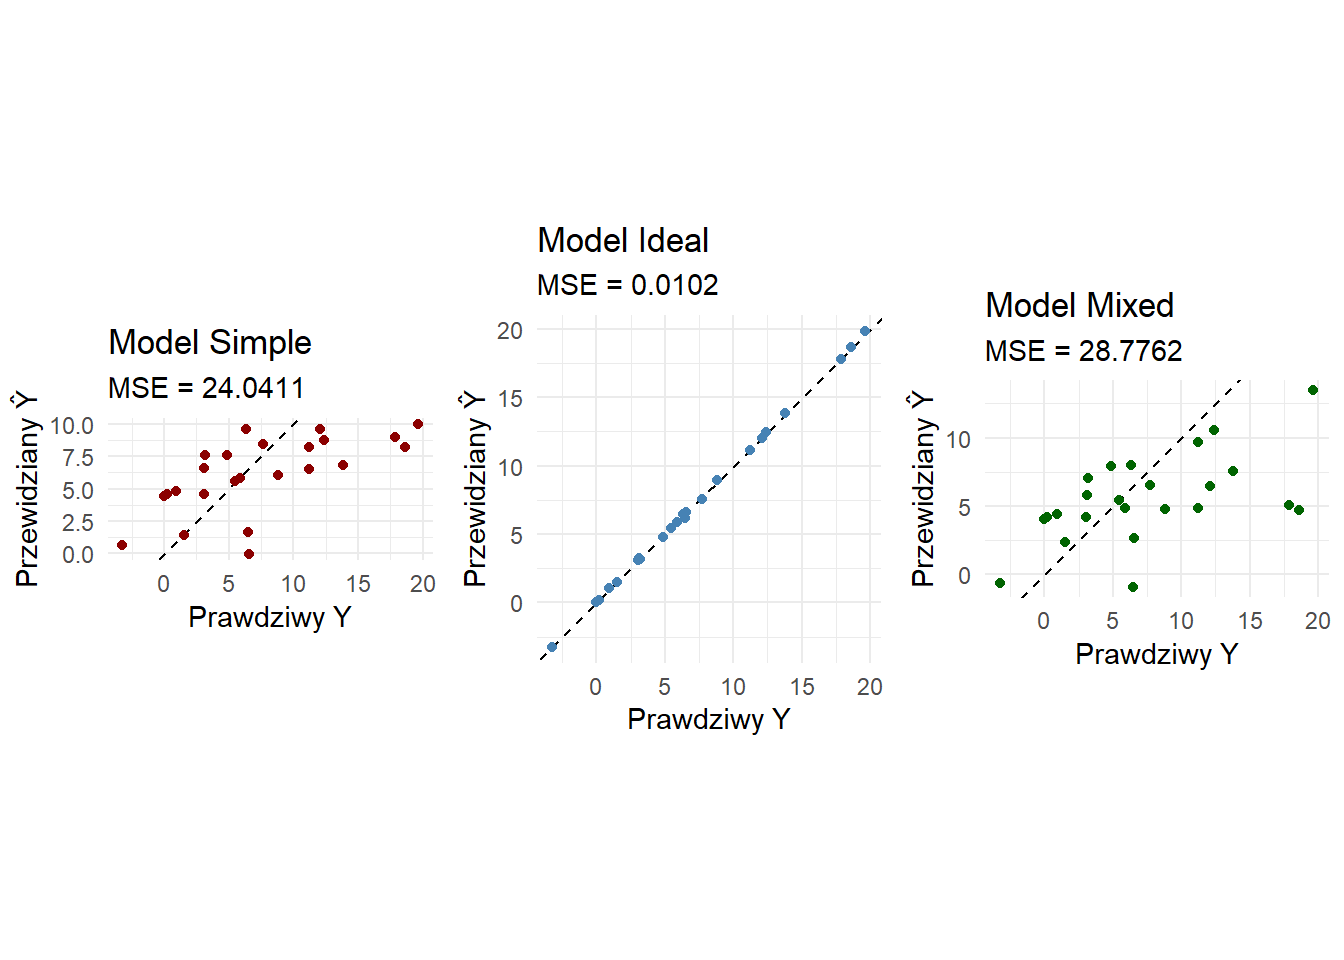 Model Simple
MSE = 24.0411
Przewidziany Ŷ
10.0
7.5
5.0
2.5
0.0
0 5 10 15 20
Prawdziwy Y
Model Ideal
MSE = 0.0102
Przewidziany Ŷ
20
15
10
5
0
0 5 10 15 20
Prawdziwy Y
Model Mixed
MSE = 28.7762
Przewidziany Ŷ
10
5
0
0 5 10 15 20
Prawdziwy Y